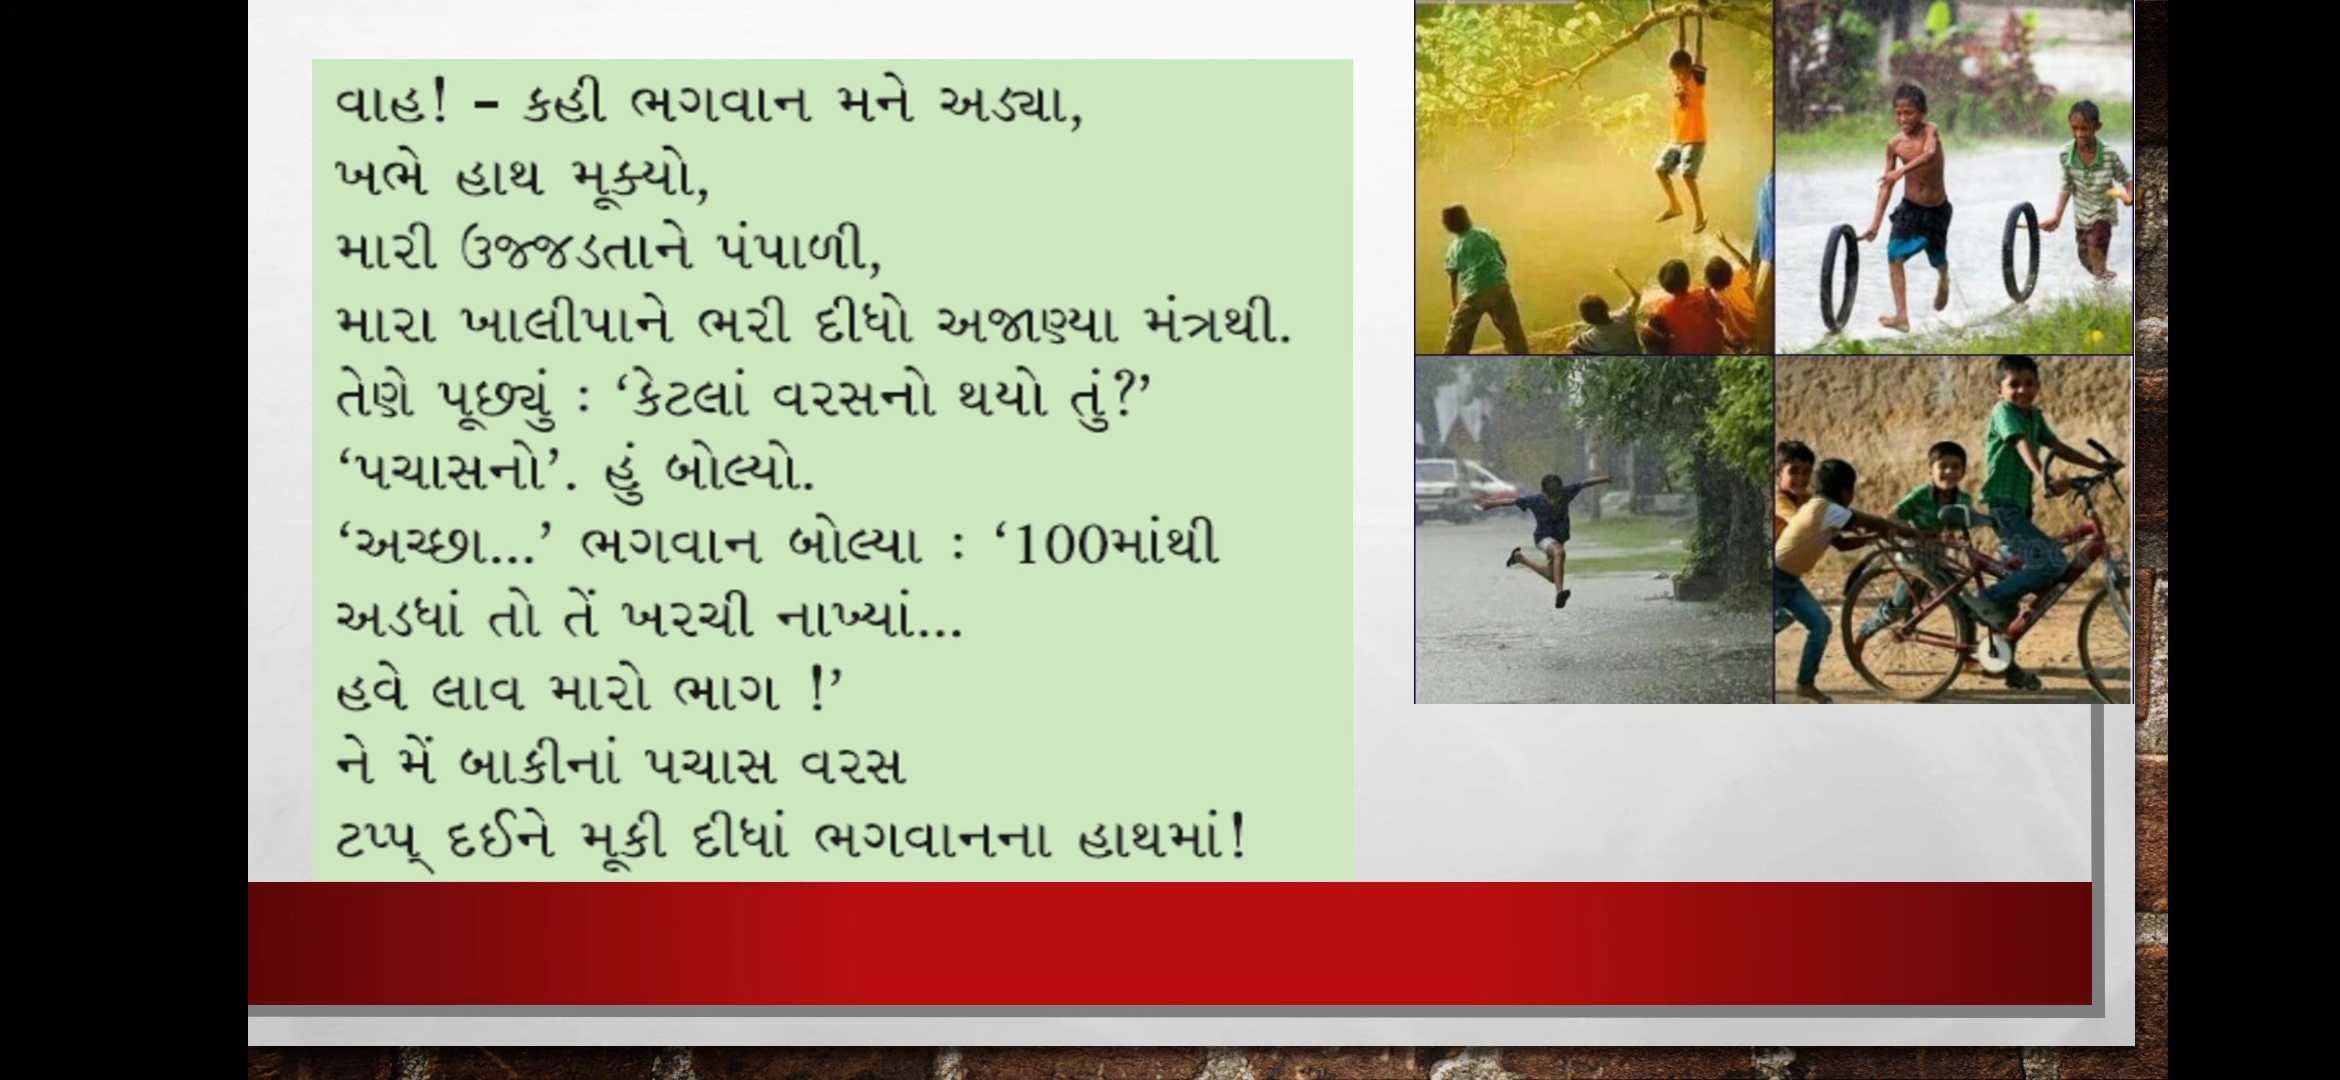 વાહ! – કહી ભગવાન મને અડ્યા,
ખભે હાથ મૂક્યો,
મારી ઉજ્જડતાને પંપાળી,
મારા ખાલીપાને ભરી દીધો અજાણ્યા મંત્રથી.
તેણે પૂછ્યું : ‘કેટલાં વરસનો થયો તું?’
‘પચાસનો’. હું બોલ્યો.
‘અચ્છા...’ ભગવાન બોલ્યા : ‘100માંથી
અડધાં તો તેં ખરચી નાખ્યાં...
હવે લાવ મારો ભાગ !’
ને મેં બાકીનાં પચાસ વરસ
ટપ્પ્ દઈને મૂકી દીધાં ભગવાનના હાથમાં!